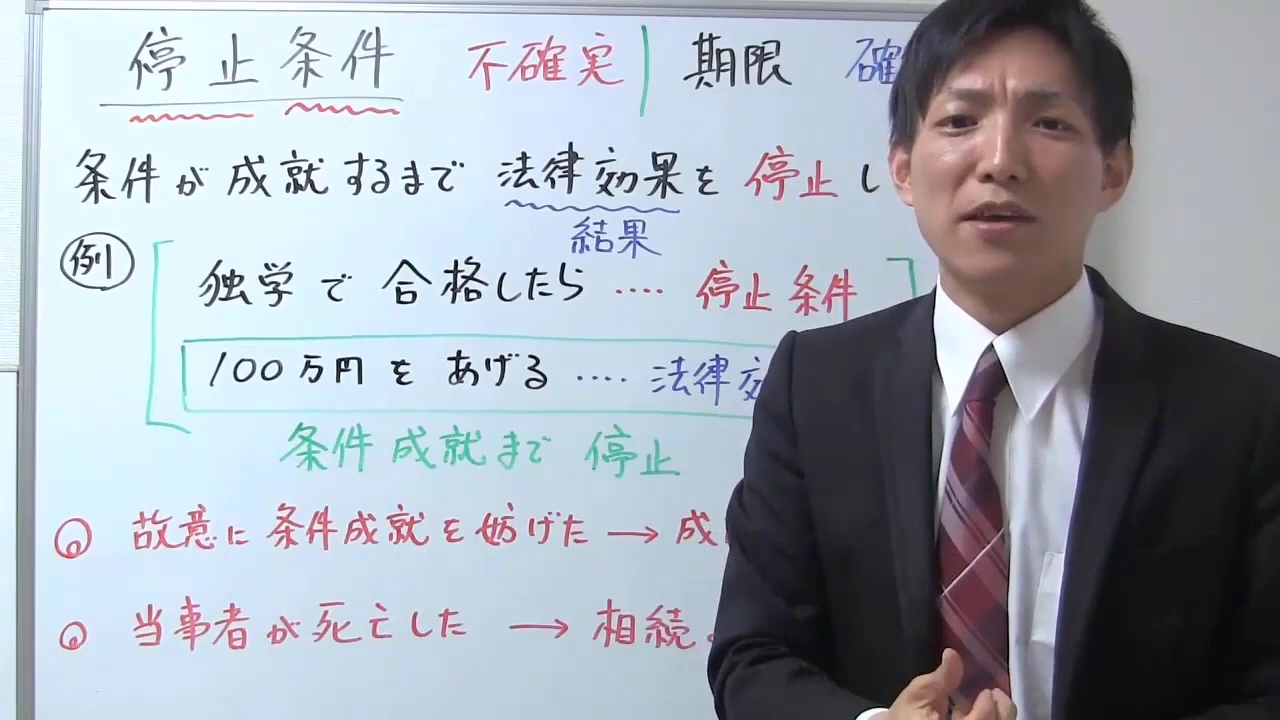 停止条件 不確実 期限 確
条件が成就するまで 法律効果を 停止し
結果
例 独学で合格したら ‥‥ 停止条件
100万円をあげる ‥‥ 法律効
条件成就まで 停止
故意に条件成就を妨げた → 成
当事者が死亡した → 相続